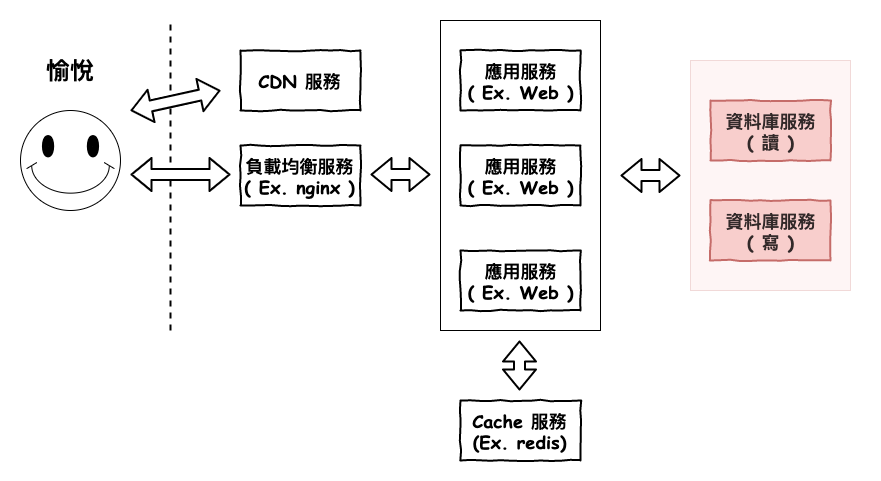 愉悅
CDN 服務
負載均衡服務
( Ex. nginx )
應用服務
( Ex. Web )
應用服務
( Ex. Web )
應用服務
( Ex. Web )
資料庫服務
( 讀 )
資料庫服務
( 寫 )
Cache 服務
(Ex. redis)